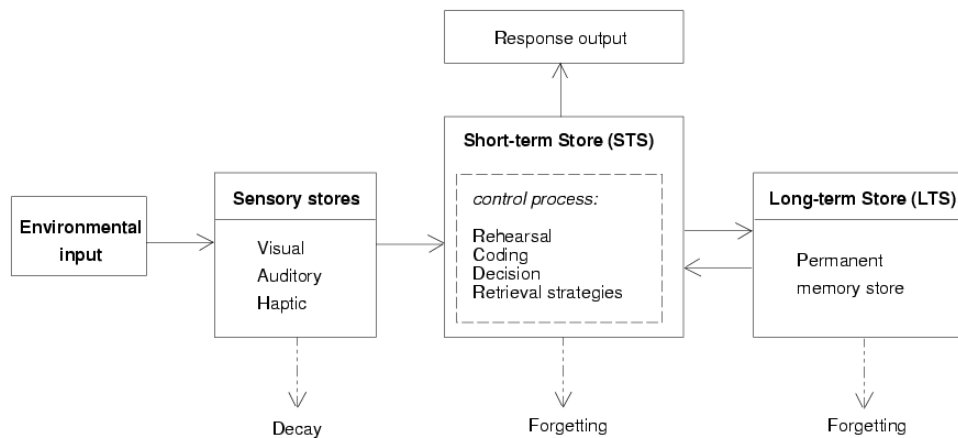 Response output
Short-term Store (STS)
control process:
Rehearsal
Coding
Decision
Retrieval strategies
Environmental
input
Sensory stores
Visual
Auditory
Haptic
Long-term Store (LTS)
Permanent
memory store
Decay
Forgetting
Forgetting